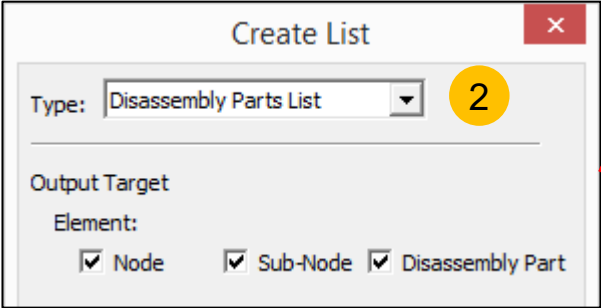 Create List
Type: Disassembly Parts List 2
Output Target
Element:
Node Sub-Node Disassembly Part